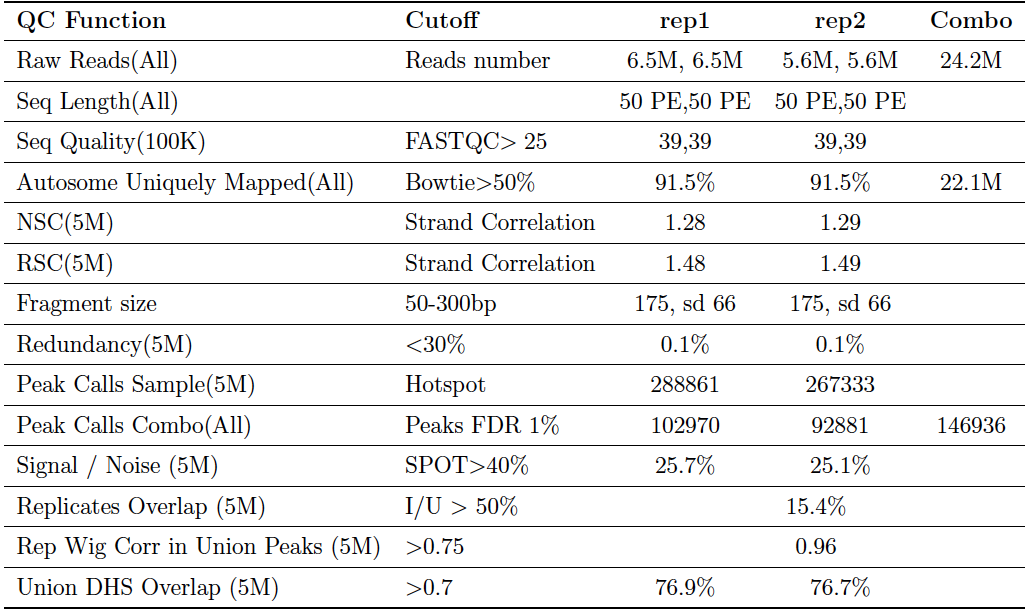 QC Function Cutoff rep1 rep2 Combo
Raw Reads(All) Reads number 6.5M, 6.5M 5.6M, 5.6M 24.2M
Seq Length(All) 50 PE,50 PE 50 PE,50 PE
Seq Quality(100K) FASTQC> 25 39,39 39,39
Autosome Uniquely Mapped(All) Bowtie>50% 91.5% 91.5% 22.1M
NSC(5M) Strand Correlation 1.28 1.29
RSC(5M) Strand Correlation 1.48 1.49
Fragment size 50-300bp 175, sd 66 175, sd 66
Redundancy(5M) <30% 0.1% 0.1%
Peak Calls Sample(5M) Hotspot 288861 267333
Peak Calls Combo(All) Peaks FDR 1% 102970 92881 146936
Signal / Noise (5M) SPOT>40% 25.7% 25.1%
Replicates Overlap (5M) I/U > 50% 15.4%
Rep Wig Corr in Union Peaks (5M) >0.75 0.96
Union DHS Overlap (5M) >0.7 76.9% 76.7%